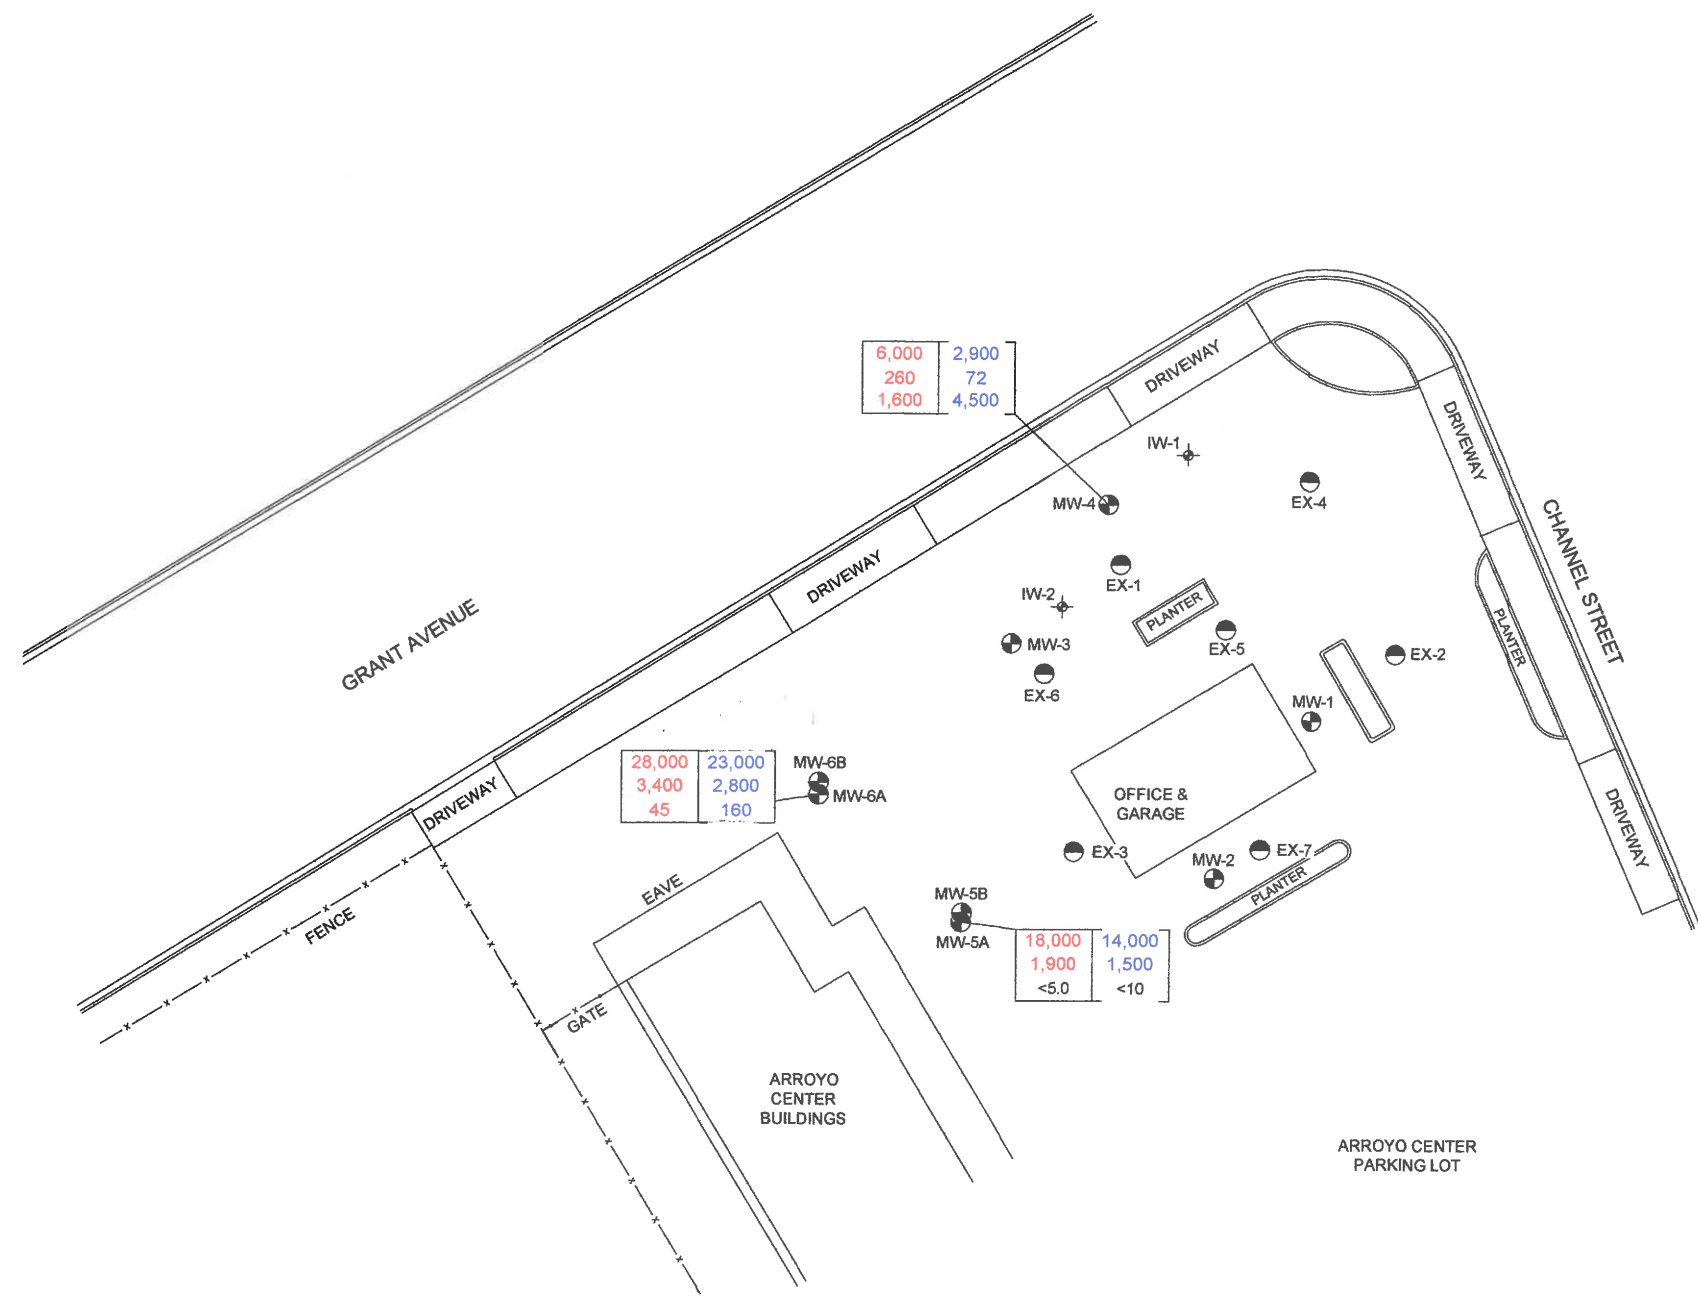 6,000 2,900
260 72
1,600 4,500
DRIVEWAY
IW-1
DRIVEWAY
MW-4
EX-4
CHANNEL STREET
DRIVEWAY
EX-1
IW-2
PLANTER
GRANT AVENUE
MW-3
EX-5
EX-2
PLANTER
EX-6
MW-1
28,000 23,000
3,400 2,800
45 160
MW-6B
MW-6A
DRIVEWAY
OFFICE &
GARAGE
DRIVEWAY
EX-3
EX-7
MW-2
PLANTER
EAVE
MW-5B
MW-5A
FENCE
18,000 14,000
1,900 1,500
<5.0 <10
GATE
ARROYO
CENTER
BUILDINGS
ARROYO CENTER
PARKING LOT